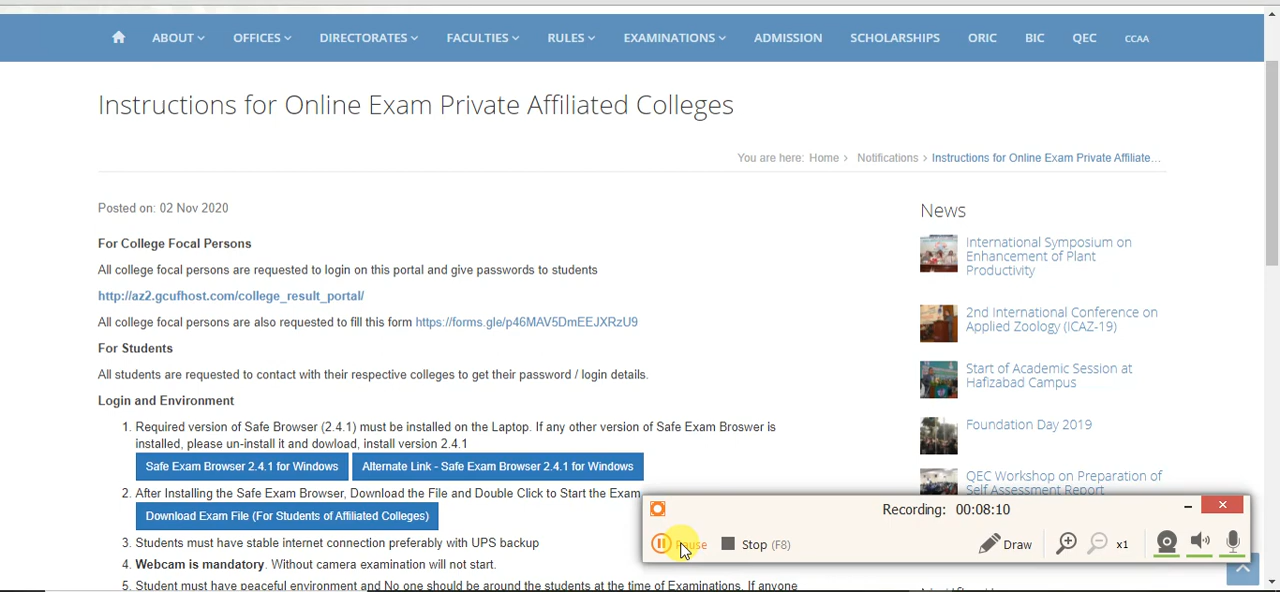 ABOUT OFFICES DIRECTORATES FACULTIES RULES EXAMINATIONS ADMISSION SCHOLARSHIPS ORIC BIC QEC CCAA
Instructions for Online Exam Private Affiliated Colleges
You are here: Home › Notifications › Instructions for Online Exam Private Affiliate…
Posted on: 02 Nov 2020
For College Focal Persons
All college focal persons are requested to login on this portal and give passwords to students
http://az2.gcufhost.com/college_result_portal/
All college focal persons are also requested to fill this form https://forms.gle/p46MAV5DmEEJXRzU9
For Students
All students are requested to contact with their respective colleges to get their password / login details.
Login and Environment
1. Required version of Safe Browser (2.4.1) must be installed on the Laptop. If any other version of Safe Exam Broswer is
installed, please un-install it and dowload, install version 2.4.1
Safe Exam Browser 2.4.1 for Windows Alternate Link - Safe Exam Browser 2.4.1 for Windows
2. After Installing the Safe Exam Browser, Download the File and Double Click to Start the Exam
Download Exam File (For Students of Affiliated Colleges)
3. Students must have stable internet connection preferably with UPS backup
4. Webcam is mandatory. Without camera examination will not start.
5. Student must have peaceful environment and No one should be around the students at the time of Examinations. If anyone
News
International Symposium on
Enhancement of Plant
Productivity
2nd International Conference on
Applied Zoology (ICAZ-19)
Start of Academic Session at
Hafizabad Campus
Foundation Day 2019
QEC Workshop on Preparation of
Self Assessment Report
Recording: 00:08:10
Pause Stop (F8) Draw x1